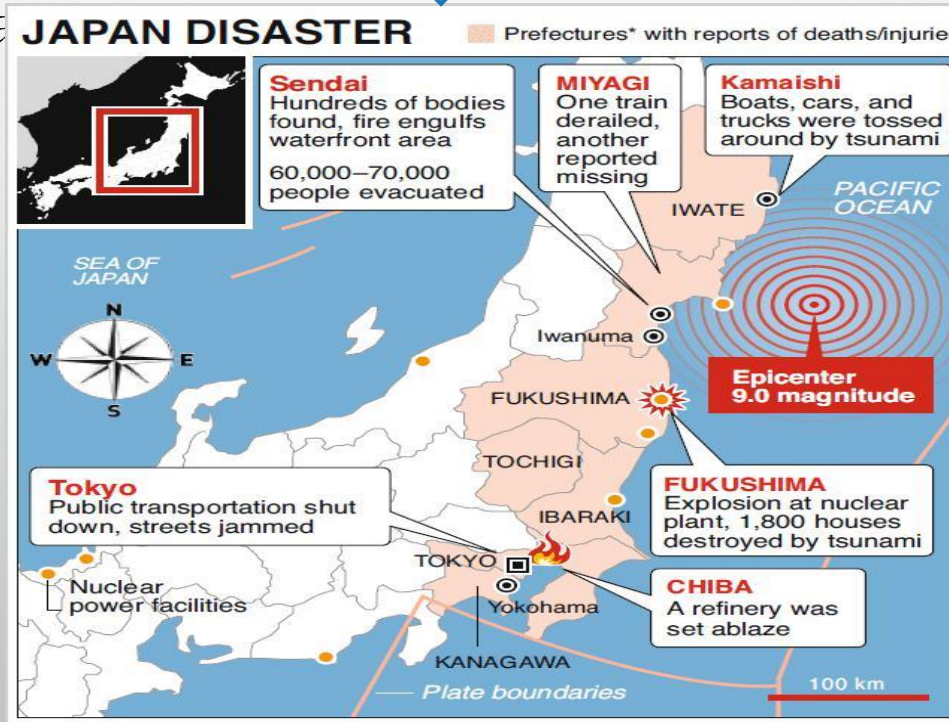 JAPAN DISASTER
Prefectures* with reports of deaths/injurie
Sendai
Hundreds of bodies
found, fire engulfs
waterfront area
60,000–70,000
people evacuated
MIYAGI
One train
derailed,
another
reported
missing
Kamaishi
Boats, cars, and
trucks were tossed
around by tsunami
PACIFIC
OCEAN
IWATE
SEA OF
JAPAN
N
W
E
S
Iwanuma
Epicenter
9.0 magnitude
FUKUSHIMA
TOCHIGI
Tokyo
Public transportation shut
down, streets jammed
FUKUSHIMA
Explosion at nuclear
plant, 1,800 houses
destroyed by tsunami
IBARAKI
TOKYO
Nuclear
power facilities
Yokohama
CHIBA
A refinery was
set ablaze
KANAGAWA
Plate boundaries
100 km